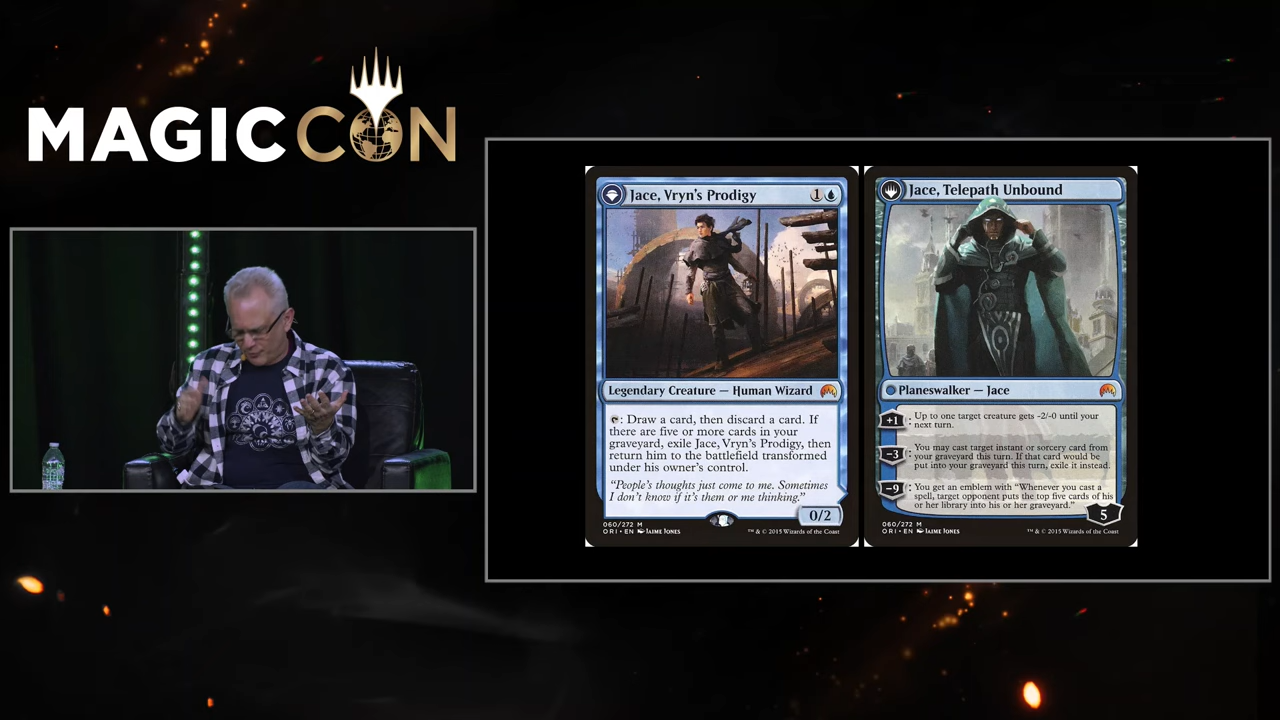 MAGICCON
Jace, Vryn's Prodigy
1
Legendary Creature — Human Wizard
: Draw a card, then discard a card. If
there are five or more cards in your
graveyard, exile Jace, Vryn's Prodigy, then
return him to the battlefield transformed
under his owner's control.
“People's thoughts just come to me. Sometimes
I don't know if it's them or me thinking.”
0/2
060/272 M
ORI • EN JAIME JONES
™ & © 2015 Wizards of the Coast
Jace, Telepath Unbound
Planeswalker — Jace
+1 : Up to one target creature gets -2/-0 until your
next turn.
-3 : You may cast target instant or sorcery card from
your graveyard this turn. If that card would be
put into your graveyard this turn, exile it instead.
-9 : You get an emblem with “Whenever you cast a
spell, target opponent puts the top five cards of his
or her library into his or her graveyard.”
5
060/272 M
ORI • EN JAIME JONES
™ & © 2015 Wizards of the Coast